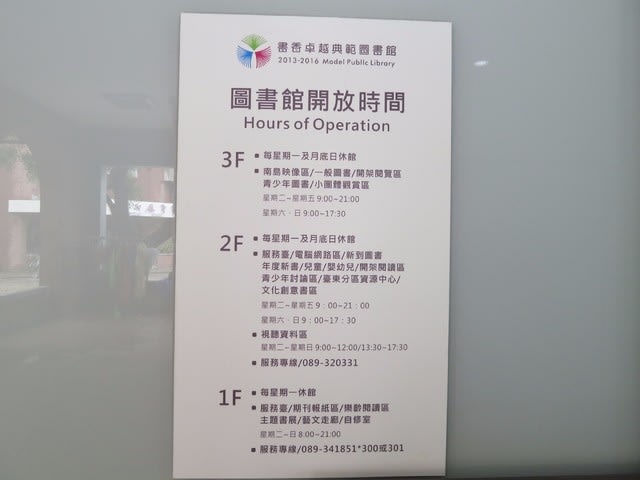 書香卓越典範圖書館
2013-2016 Model Public Library
圖書館開放時間
Hours of Operation
3F
▪ 每星期一及月底日休館
▪ 南島映像區/一般圖書/開架閱覽區
青少年圖書/小團體觀賞區
星期二~星期五 9:00~21:00
星期六、日 9:00~17:30
2F
▪ 每星期一及月底日休館
▪ 服務臺/電腦網路區/新到圖書
年度新書/兒童/嬰幼兒/開架閱讀區
青少年討論區/臺東分區資源中心/
文化創意書區
星期二~星期五 9：00~21：00
星期六、日 9：00~17：30
▪ 視聽資料區
星期二~星期日 9:00~12:00/13:30~17:30
▪ 服務專線/089-320331
1F
▪ 每星期一休館
▪ 服務臺/期刊報紙區/樂齡閱讀區
主題書展/藝文走廊/自修室
星期二~日 8:00~21:00
▪ 服務專線/089-341851*300或301